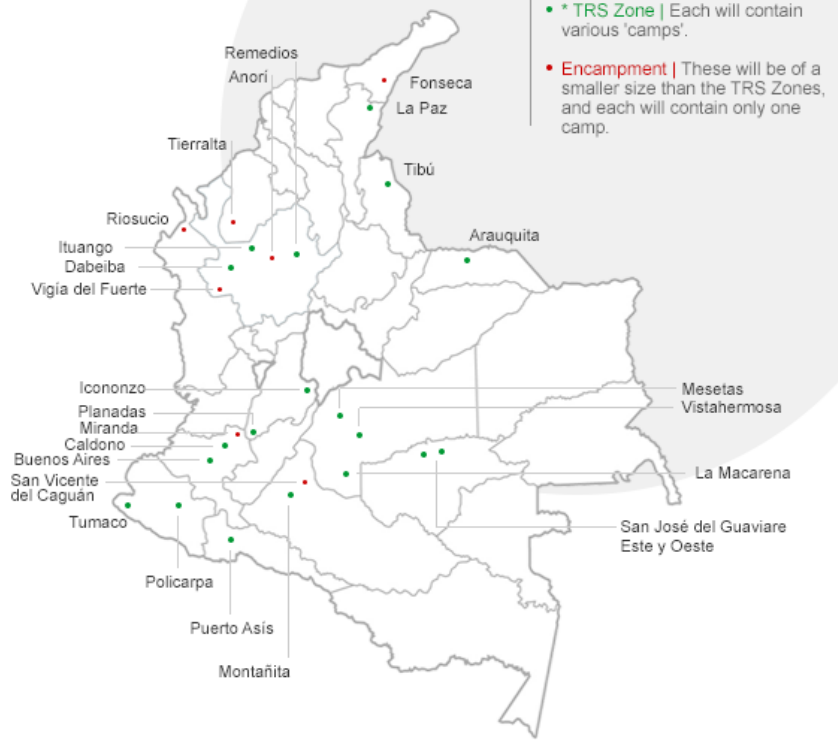 • * TRS Zone | Each will contain
various 'camps'.
• Encampment | These will be of a
smaller size than the TRS Zones,
and each will contain only one
camp.
Remedios
Anori
Fonseca
La Paz
Tierralta
Tibú
Riosucio
Arauquita
Ituango
Dabeiba
Vigía del Fuerte
Icononzo
Mesetas
Planadas
Vistahermosa
Miranda
Caldono
Buenos Aires
La Macarena
San Vicente
del Caguán
Tumaco
San José del Guaviare
Este y Oeste
Policarpa
Puerto Asís
Montañita